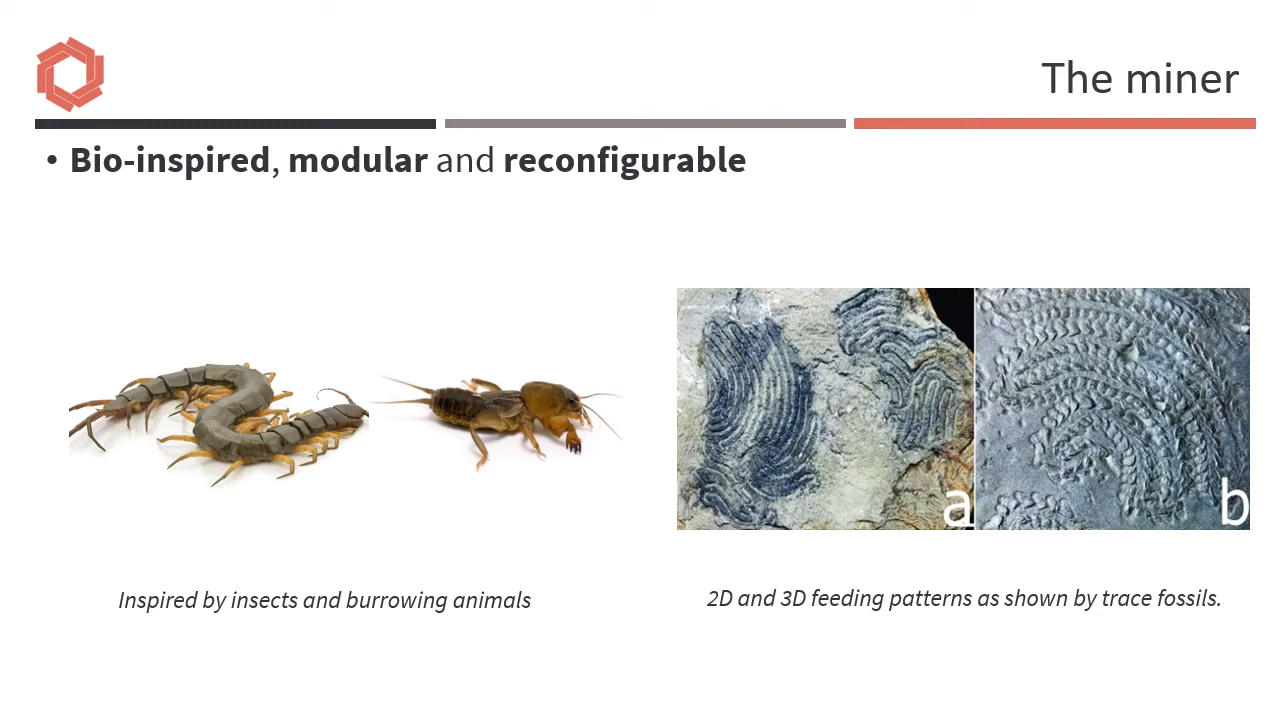 The miner
• Bio-inspired, modular and reconfigurable
a
b
Inspired by insects and burrowing animals
2D and 3D feeding patterns as shown by trace fossils.